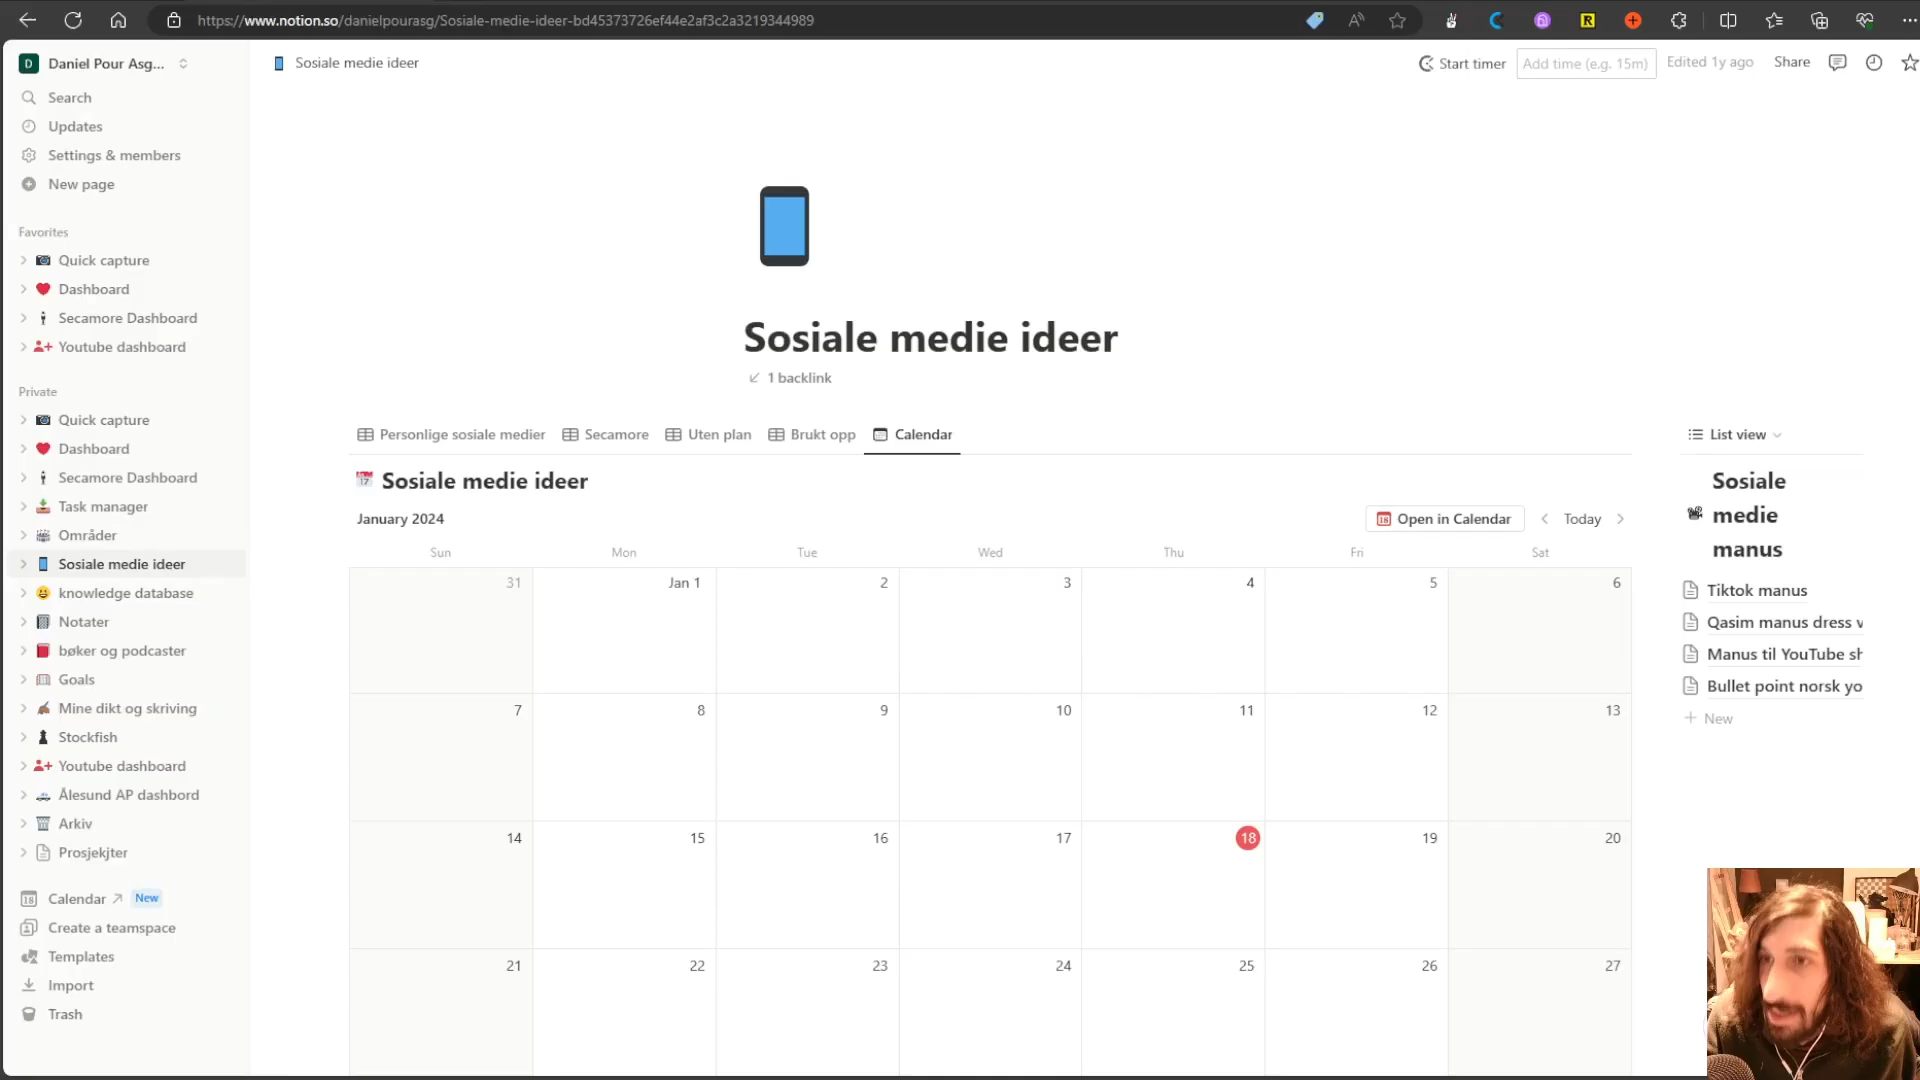 https://www.notion.so/danielpourasg/Sosiale-medie-ideer-bd45373726ef44e2af3c2a3219344989
D Daniel Pour Asg...
Search
Updates
Settings & members
New page
Favorites
Quick capture
Dashboard
Secamore Dashboard
Youtube dashboard
Private
Quick capture
Dashboard
Secamore Dashboard
Task manager
Områder
Sosiale medie ideer
knowledge database
Notater
bøker og podcaster
Goals
Mine dikt og skriving
Stockfish
Youtube dashboard
Ålesund AP dashbord
Arkiv
Prosjekjter
Calendar New
Create a teamspace
Templates
Import
Trash
Sosiale medie ideer
Start timer Add time (e.g. 15m) Edited 1y ago Share
Sosiale medie ideer
1 backlink
Personlige sosiale medier Secamore Uten plan Brukt opp Calendar
Sosiale medie ideer
January 2024
Open in Calendar Today
Sun Mon Tue Wed Thu Fri Sat
31 Jan 1 2 3 4 5 6
7 8 9 10 11 12 13
14 15 16 17 18 19 20
21 22 23 24 25 26 27
List view
Sosiale
medie
manus
Tiktok manus
Qasim manus dress v
Manus til YouTube sh
Bullet point norsk yo
New